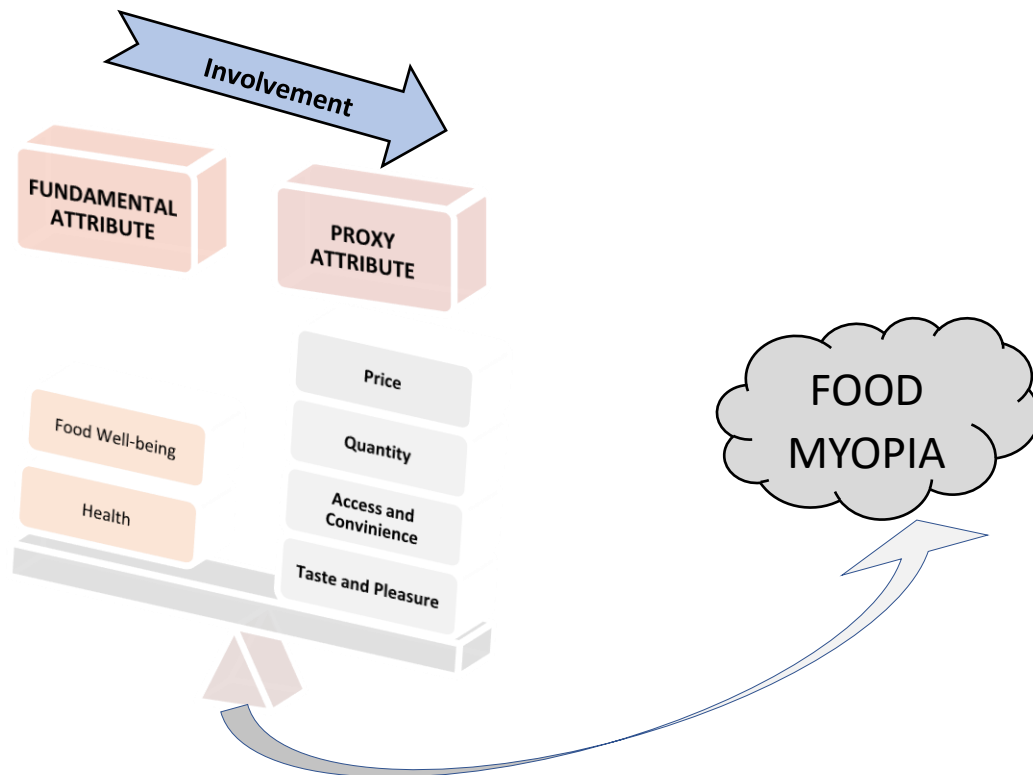 Involvement
FUNDAMENTAL
ATTRIBUTE
PROXY
ATTRIBUTE
Food Well-being
Health
Price
Quantity
Access and
Convinience
Taste and Pleasure
FOOD
MYOPIA